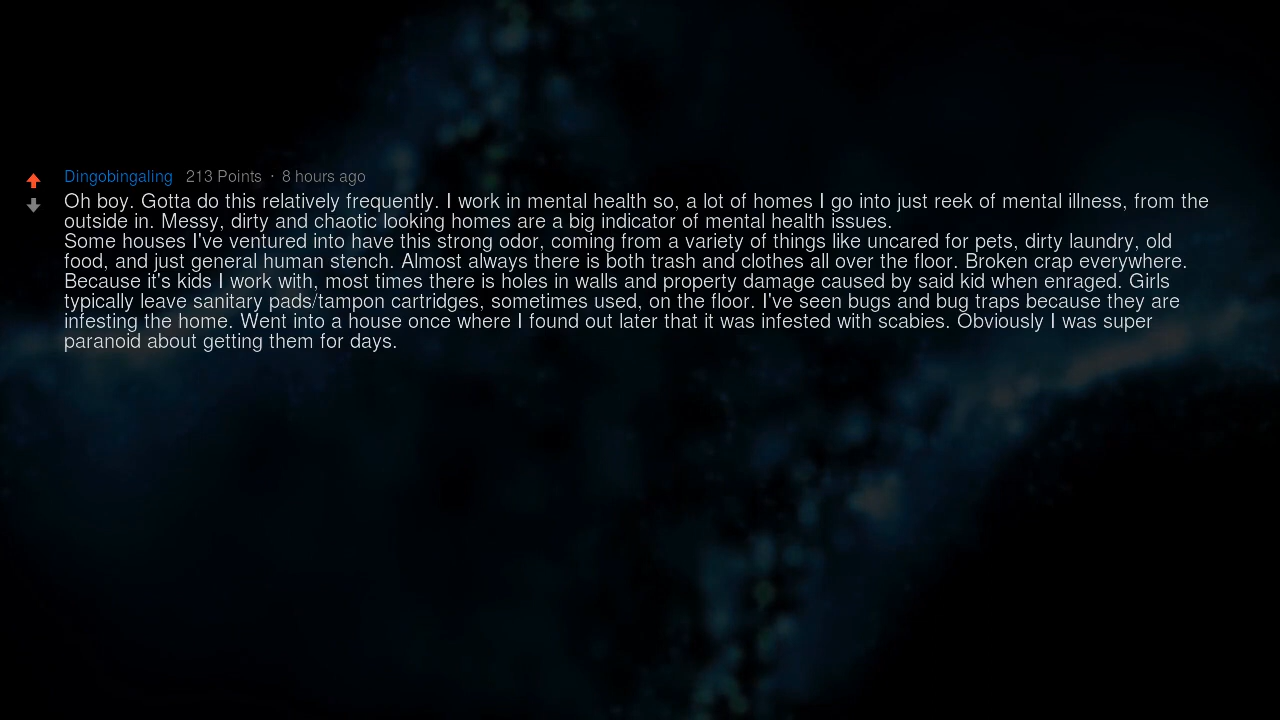 Dingobingaling 213 Points · 8 hours ago
Oh boy. Gotta do this relatively frequently. I work in mental health so, a lot of homes I go into just reek of mental illness, from the
outside in. Messy, dirty and chaotic looking homes are a big indicator of mental health issues.
Some houses I've ventured into have this strong odor, coming from a variety of things like uncared for pets, dirty laundry, old
food, and just general human stench. Almost always there is both trash and clothes all over the floor. Broken crap everywhere.
Because it's kids I work with, most times there is holes in walls and property damage caused by said kid when enraged. Girls
typically leave sanitary pads/tampon cartridges, sometimes used, on the floor. I've seen bugs and bug traps because they are
infesting the home. Went into a house once where I found out later that it was infested with scabies. Obviously I was super
paranoid about getting them for days.